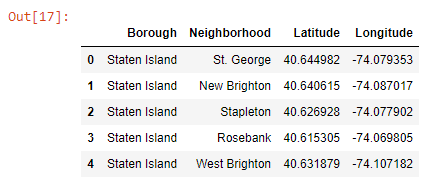 Out[17]:
Borough Neighborhood Latitude Longitude
0 Staten Island St. George 40.644982 -74.079353
1 Staten Island New Brighton 40.640615 -74.087017
2 Staten Island Stapleton 40.626928 -74.077902
3 Staten Island Rosebank 40.615305 -74.069805
4 Staten Island West Brighton 40.631879 -74.107182